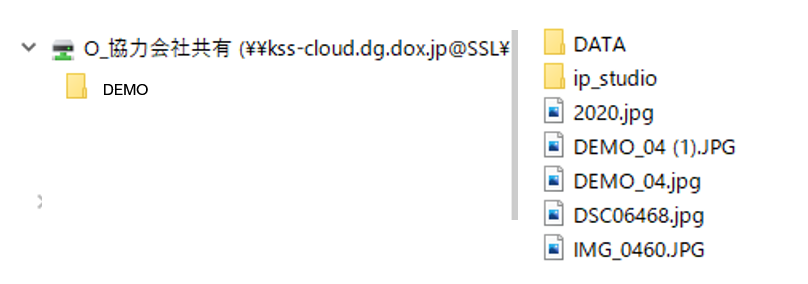 O_協力会社共有 (¥¥kss-cloud.dg.dox.jp@SSL¥
DEMO
DATA
ip_studio
2020.jpg
DEMO_04 (1).JPG
DEMO_04.jpg
DSC06468.jpg
IMG_0460.JPG